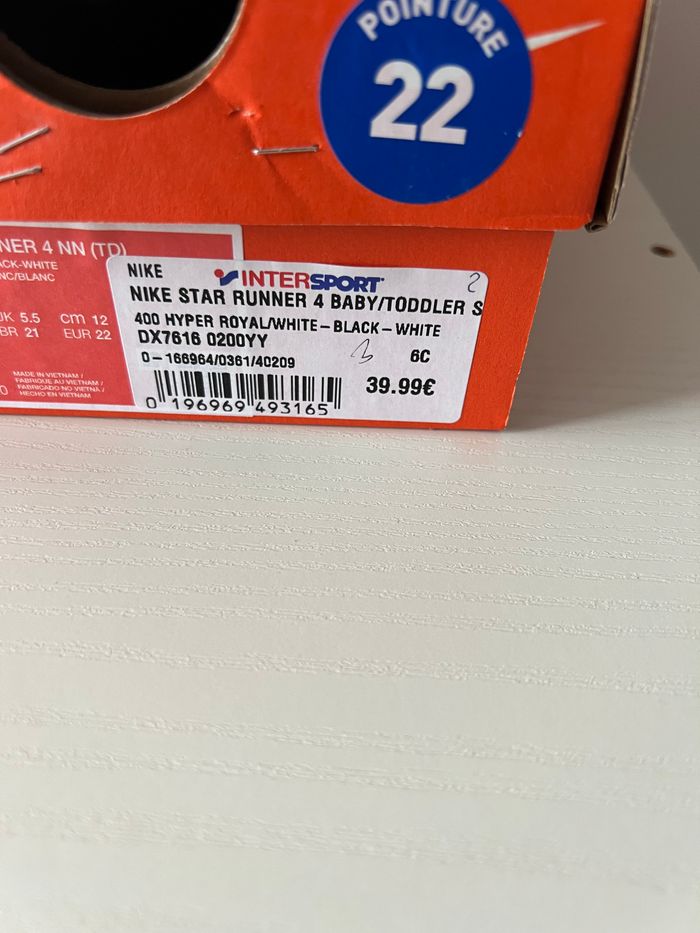 POINTURE
22
NER 4 NN (TD)
ACK-WHITE
NC/BLANC
UK 5.5 cm 12
BR 21 EUR 22
MADE IN VIETNAM /
FABRIQUE AU VIETNAM /
FABRICADO NO VIETNÃ /
HECHO EN VIETNAM
0
NIKE INTERSPORT 2
NIKE STAR RUNNER 4 BABY/TODDLER S
400 HYPER ROYAL/WHITE-BLACK-WHITE
DX7616 0200YY
0-166964/0361/40209 3 6C
39.99€
0 196969 493165